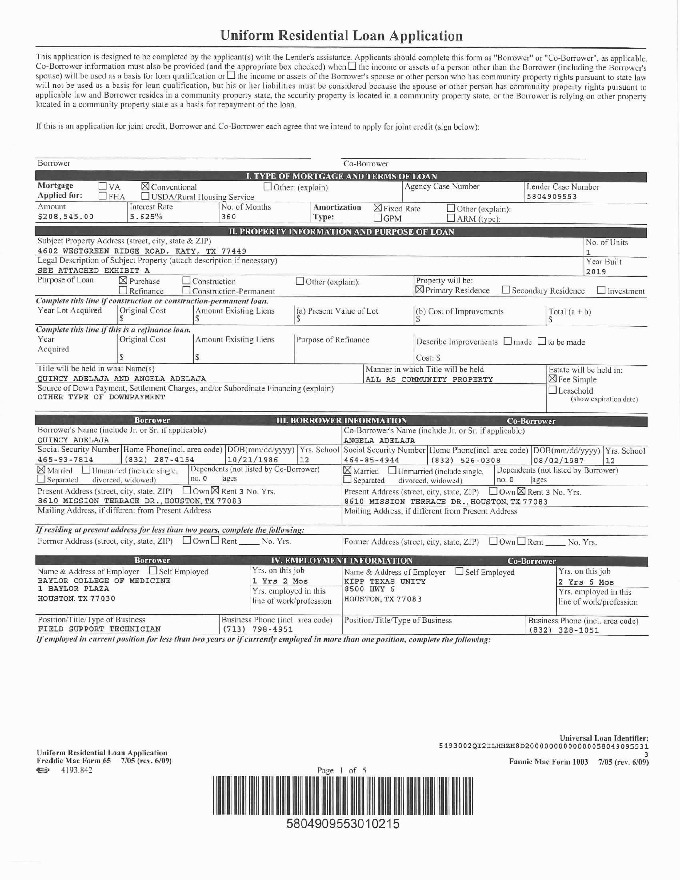 Uniform Residential Loan Application
This application is designed to be completed by the applicant(s) with the Lender's assistance. Applicants should complete this form as "Borrower" or "Co-Borrower", as applicable.
Co-Borrower information must also be provided (and the appropriate box checked) when ☐ the income or assets of a person other than the Borrower (including the Borrower's
spouse) will be used as a basis for loan qualification or ☐ the income or assets of the Borrower's spouse or other person who has community property rights pursuant to state law
will not be used as a basis for loan qualification, but his or her liabilities must be considered because the spouse or other person has community property rights pursuant to
applicable law and Borrower resides in a community property state, the security property is located in a community property state, or the Borrower is relying on other property
located in a community property state as a basis for repayment of the loan.
If this is an application for joint credit, Borrower and Co-Borrower each agree that we intend to apply for joint credit (sign below):
Borrower Co-Borrower
I. TYPE OF MORTGAGE AND TERMS OF LOAN
Mortgage ☐ VA ☒ Conventional ☐ Other (explain) Agency Case Number Lender Case Number
Applied for: ☐ FHA ☐ USDA/Rural Housing Service 5804909553
Amount Interest Rate No. of Months Amortization ☒ Fixed Rate ☐ Other (explain):
$208,545.00 5.625% 360 Type: ☐ GPM ☐ ARM (type):
II. PROPERTY INFORMATION AND PURPOSE OF LOAN
Subject Property Address (street, city, state & ZIP) No. of Units
4602 WESTGREEN RIDGE ROAD, KATY, TX 77449 1
Legal Description of Subject Property (attach description if necessary) Year Built
SEE ATTACHED EXHIBIT A 2019
Purpose of Loan ☒ Purchase ☐ Construction ☐ Other (explain): Property will be:
☐ Refinance ☐ Construction-Permanent ☒ Primary Residence ☐ Secondary Residence ☐ Investment
Complete this line if construction or construction-permanent loan.
Year Lot Acquired Original Cost Amount Existing Liens (a) Present Value of Lot (b) Cost of Improvements Total (a + b)
$ $ $ $ $
Complete this line if this is a refinance loan.
Year Original Cost Amount Existing Liens Purpose of Refinance Describe Improvements ☐ made ☐ to be made
Acquired
$ $ Cost: $
Title will be held in what Name(s) Manner in which Title will be held Estate will be held in:
QUINCY ADELAJA AND ANGELA ADELAJA ALL AS COMMUNITY PROPERTY ☒ Fee Simple
Source of Down Payment, Settlement Charges, and/or Subordinate Financing (explain) ☐ Leasehold
OTHER TYPE OF DOWNPAYMENT (show expiration date)
Borrower III. BORROWER INFORMATION Co-Borrower
Borrower's Name (include Jr. or Sr. if applicable) Co-Borrower's Name (include Jr. or Sr. if applicable)
QUINCY ADELAJA ANGELA ADELAJA
Social Security Number Home Phone(incl. area code) DOB(mm/dd/yyyy) Yrs. School Social Security Number Home Phone(incl. area code) DOB(mm/dd/yyyy) Yrs. School
465-93-7814 (832) 287-4154 10/21/1986 12 464-85-4944 (832) 526-0308 08/02/1987 12
☒ Married ☐ Unmarried (include single, Dependents (not listed by Co-Borrower) ☒ Married ☐ Unmarried (include single, Dependents (not listed by Borrower)
☐ Separated divorced, widowed) no. 0 ages ☐ Separated divorced, widowed) no. 0 ages
Present Address (street, city, state, ZIP) ☐ Own ☒ Rent 3 No. Yrs. Present Address (street, city, state, ZIP) ☐ Own ☒ Rent 3 No. Yrs.
8610 MISSION TERRACE DR., HOUSTON, TX 77083 8610 MISSION TERRACE DR., HOUSTON, TX 77083
Mailing Address, if different from Present Address Mailing Address, if different from Present Address
If residing at present address for less than two years, complete the following:
Former Address (street, city, state, ZIP) ☐ Own ☐ Rent ____ No. Yrs. Former Address (street, city, state, ZIP) ☐ Own ☐ Rent ____ No. Yrs.
Borrower IV. EMPLOYMENT INFORMATION Co-Borrower
Name & Address of Employer ☐ Self Employed Yrs. on this job Name & Address of Employer ☐ Self Employed Yrs. on this job
BAYLOR COLLEGE OF MEDICINE 1 Yrs 2 Mos KIPP TEXAS UNITY 2 Yrs 6 Mos
1 BAYLOR PLAZA Yrs. employed in this 8500 HWY 6 Yrs. employed in this
HOUSTON, TX 77030 line of work/profession HOUSTON, TX 77083 line of work/profession
Position/Title/Type of Business Business Phone (incl. area code) Position/Title/Type of Business Business Phone (incl. area code)
FIELD SUPPORT TECHNICIAN (713) 798-4951 (832) 328-1051
If employed in current position for less than two years or if currently employed in more than one position, complete the following:
Universal Loan Identifier:
3
Uniform Residential Loan Application
Freddie Mac Form 65 7/05 (rev. 6/09) Fannie Mae Form 1003 7/05 (rev. 6/09)
4193.842 Page 1 of 5
5804909553010215